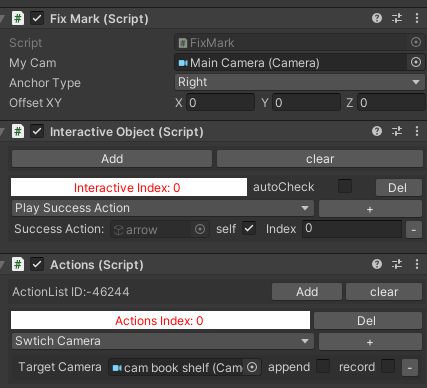 Fix Mark (Script)
Script FixMark
My Cam Main Camera (Camera)
Anchor Type Right
Offset XY X 0 Y 0 Z 0
Interactive Object (Script)
Add clear
Interactive Index: 0 autoCheck Del
Play Success Action +
Success Action: arrow self Index 0 -
Actions (Script)
ActionList ID:-46244 Add clear
Actions Index: 0 Del
Swtich Camera +
Target Camera cam book shelf (Cam append record -